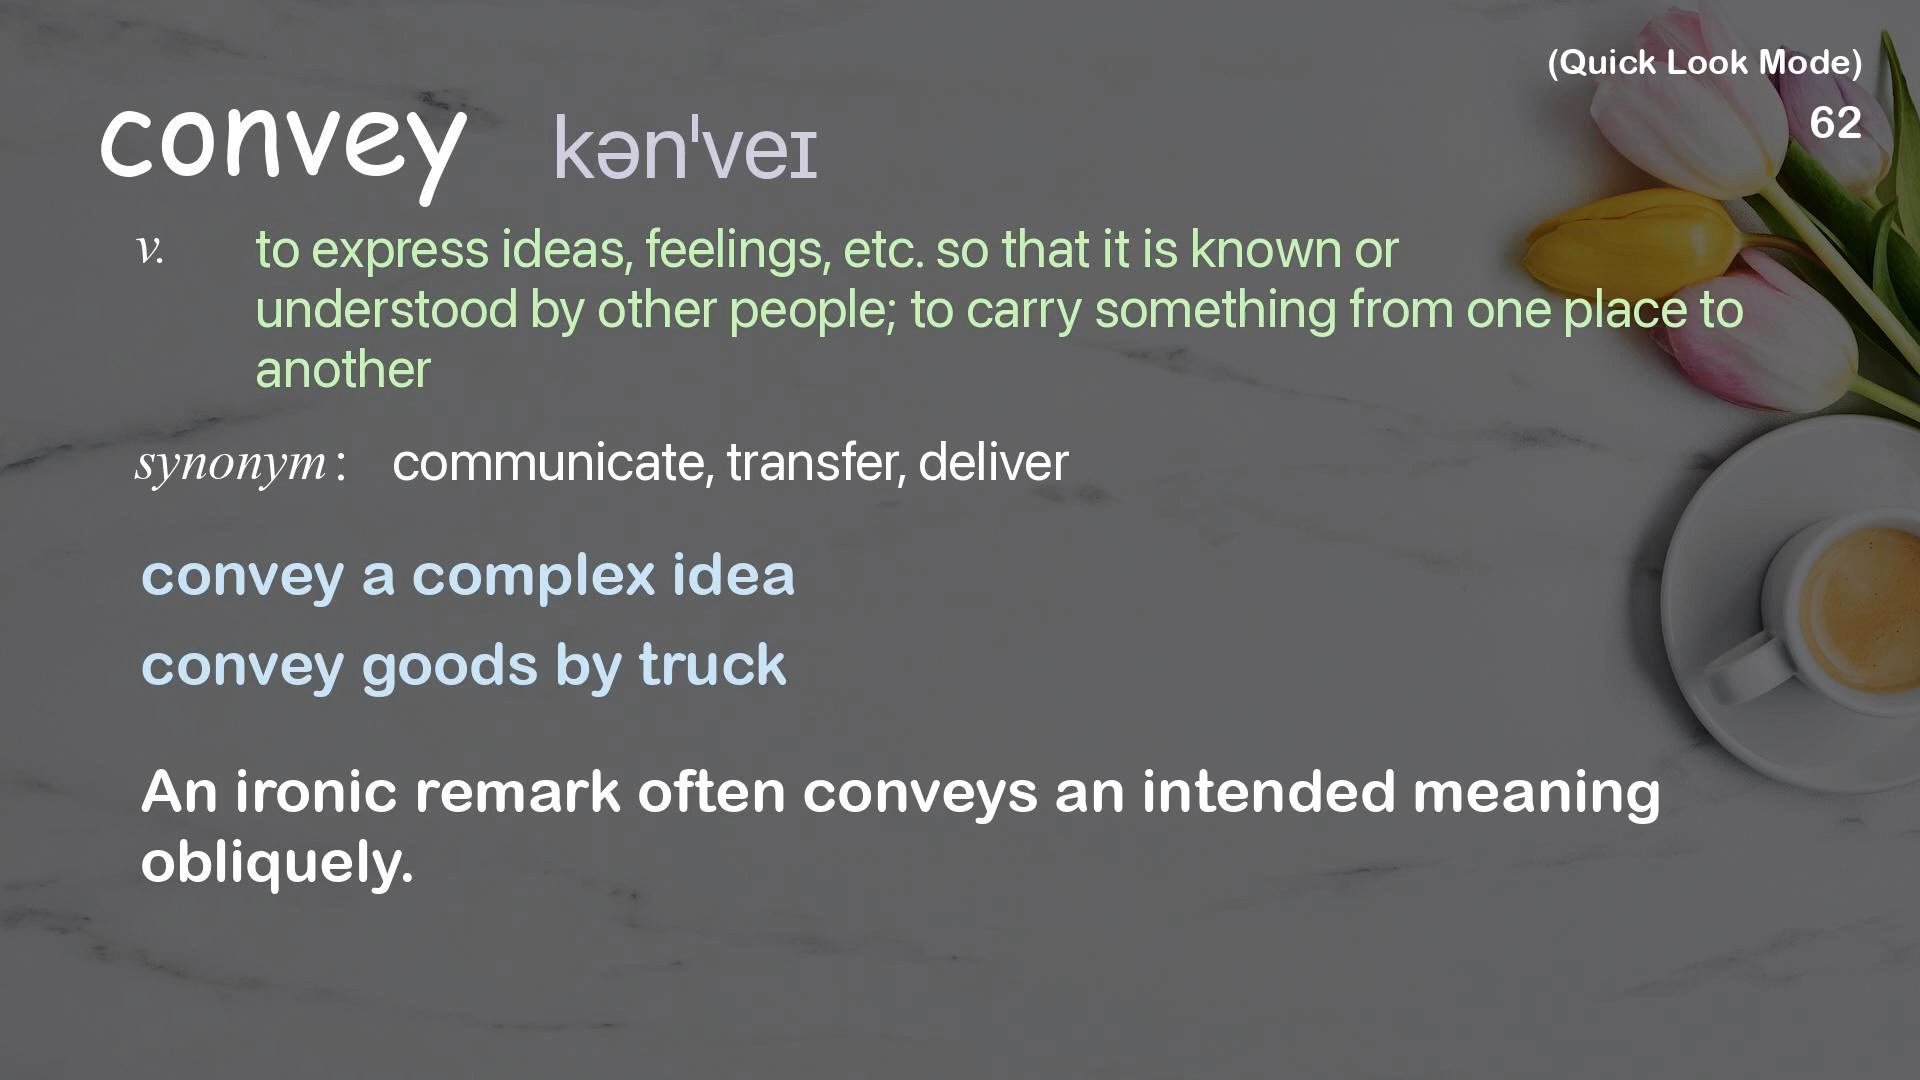 (Quick Look Mode)
62
convey kən'veɪ
v. to express ideas, feelings, etc. so that it is known or
understood by other people; to carry something from one place to
another
synonym: communicate, transfer, deliver
convey a complex idea
convey goods by truck
An ironic remark often conveys an intended meaning
obliquely.